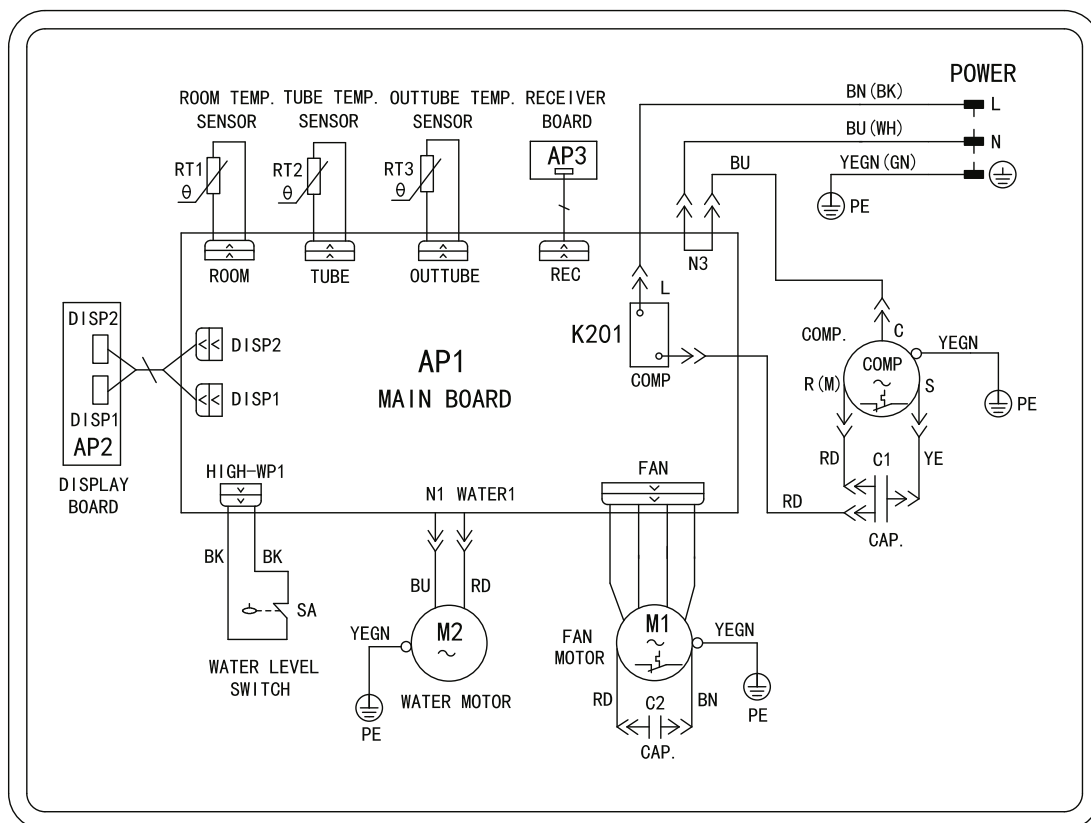 POWER
BN(BK)
L
ROOM TEMP. TUBE TEMP. OUTTUBE TEMP. RECEIVER
SENSOR SENSOR SENSOR BOARD
BU(WH)
N
RT1
θ
RT2
θ
RT3
θ
AP3
BU
YEGN(GN)
PE
ROOM
TUBE
OUTTUBE
REC
N3
L
K201
COMP
DISP2
DISP1
AP2
DISPLAY
BOARD
DISP2
DISP1
AP1
MAIN BOARD
COMP.
C
COMP
~
YEGN
R(M)
S
PE
RD
C1
YE
RD
CAP.
HIGH-WP1
N1 WATER1
FAN
BK
BK
SA
WATER LEVEL
SWITCH
BU
RD
YEGN
M2
~
WATER MOTOR
PE
FAN
MOTOR
M1
~
YEGN
RD
C2
BN
CAP.
PE